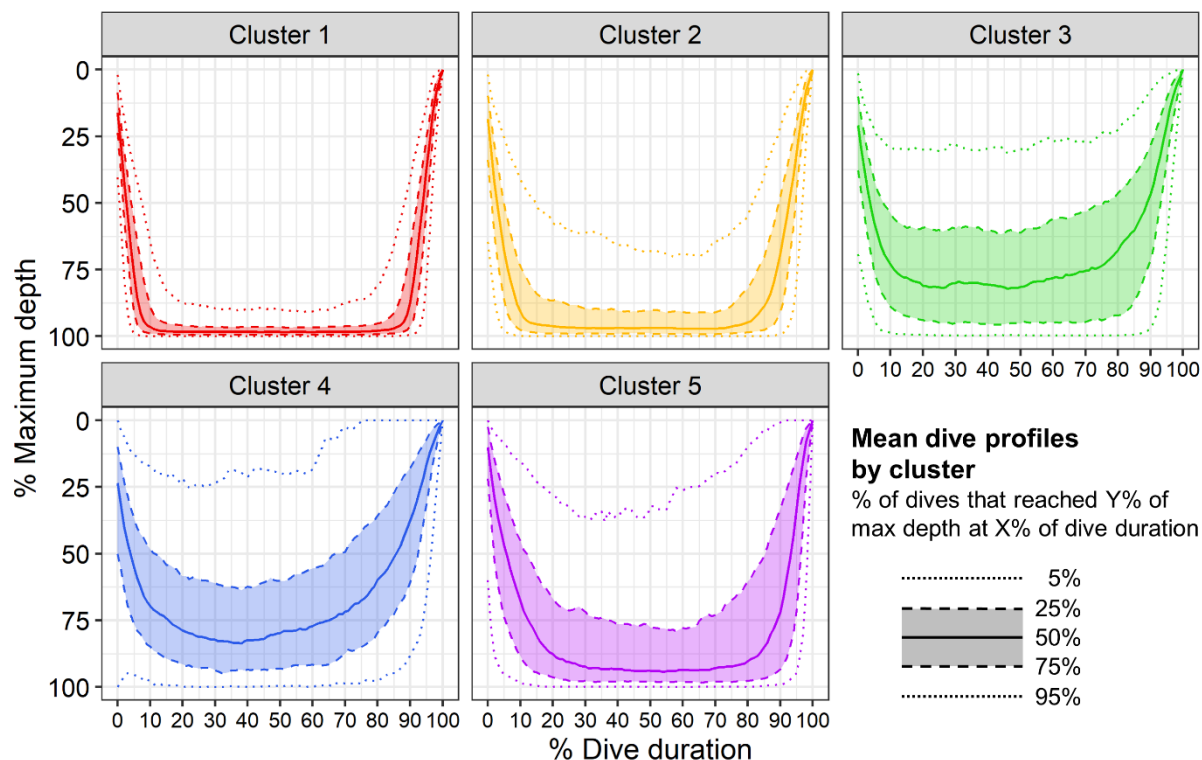 Cluster 1
Cluster 2
Cluster 3
0
25
50
75
100
0 10 20 30 40 50 60 70 80 90 100
Cluster 4
Cluster 5
0
25
50
75
100
0 10 20 30 40 50 60 70 80 90 100
0 10 20 30 40 50 60 70 80 90 100
% Maximum depth
% Dive duration
Mean dive profiles
by cluster
% of dives that reached Y% of
max depth at X% of dive duration
5%
25%
50%
75%
95%